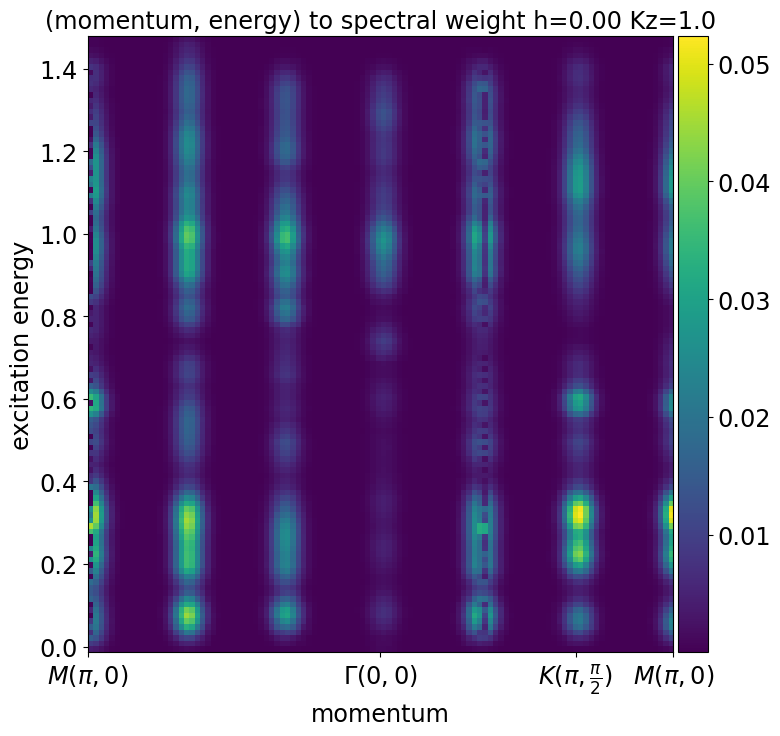 (momentum, energy) to spectral weight h=0.00 Kz=1.0
excitation energy
1.4
1.2
1.0
0.8
0.6
0.4
0.2
0.0
0.05
0.04
0.03
0.02
0.01
M(π, 0)
Γ(0, 0)
K(π, π/2)
M(π, 0)
momentum